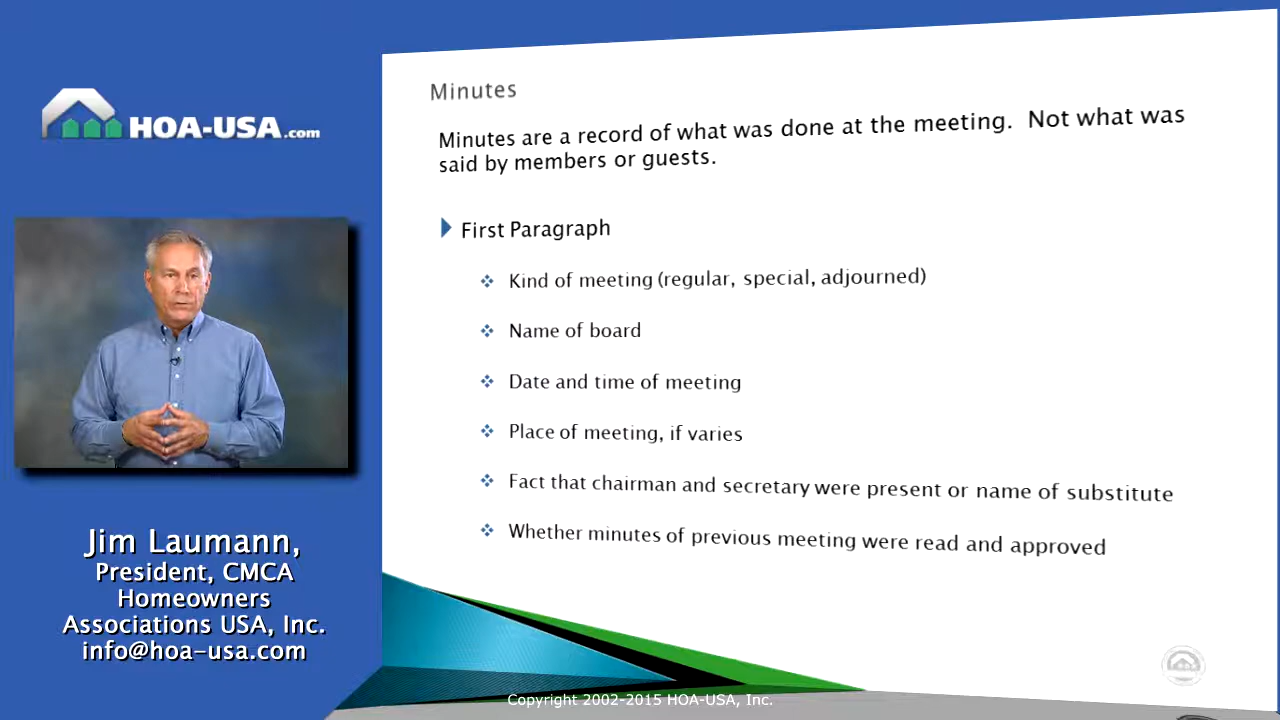 HOA-USA.com
Minutes
Minutes are a record of what was done at the meeting. Not what was
said by members or guests.
First Paragraph
Kind of meeting (regular, special, adjourned)
Name of board
Date and time of meeting
Place of meeting, if varies
Fact that chairman and secretary were present or name of substitute
Whether minutes of previous meeting were read and approved
Jim Laumann,
President, CMCA
Homeowners
Associations USA, Inc.
info@hoa-usa.com
Copyright 2002-2015 HOA-USA, Inc.